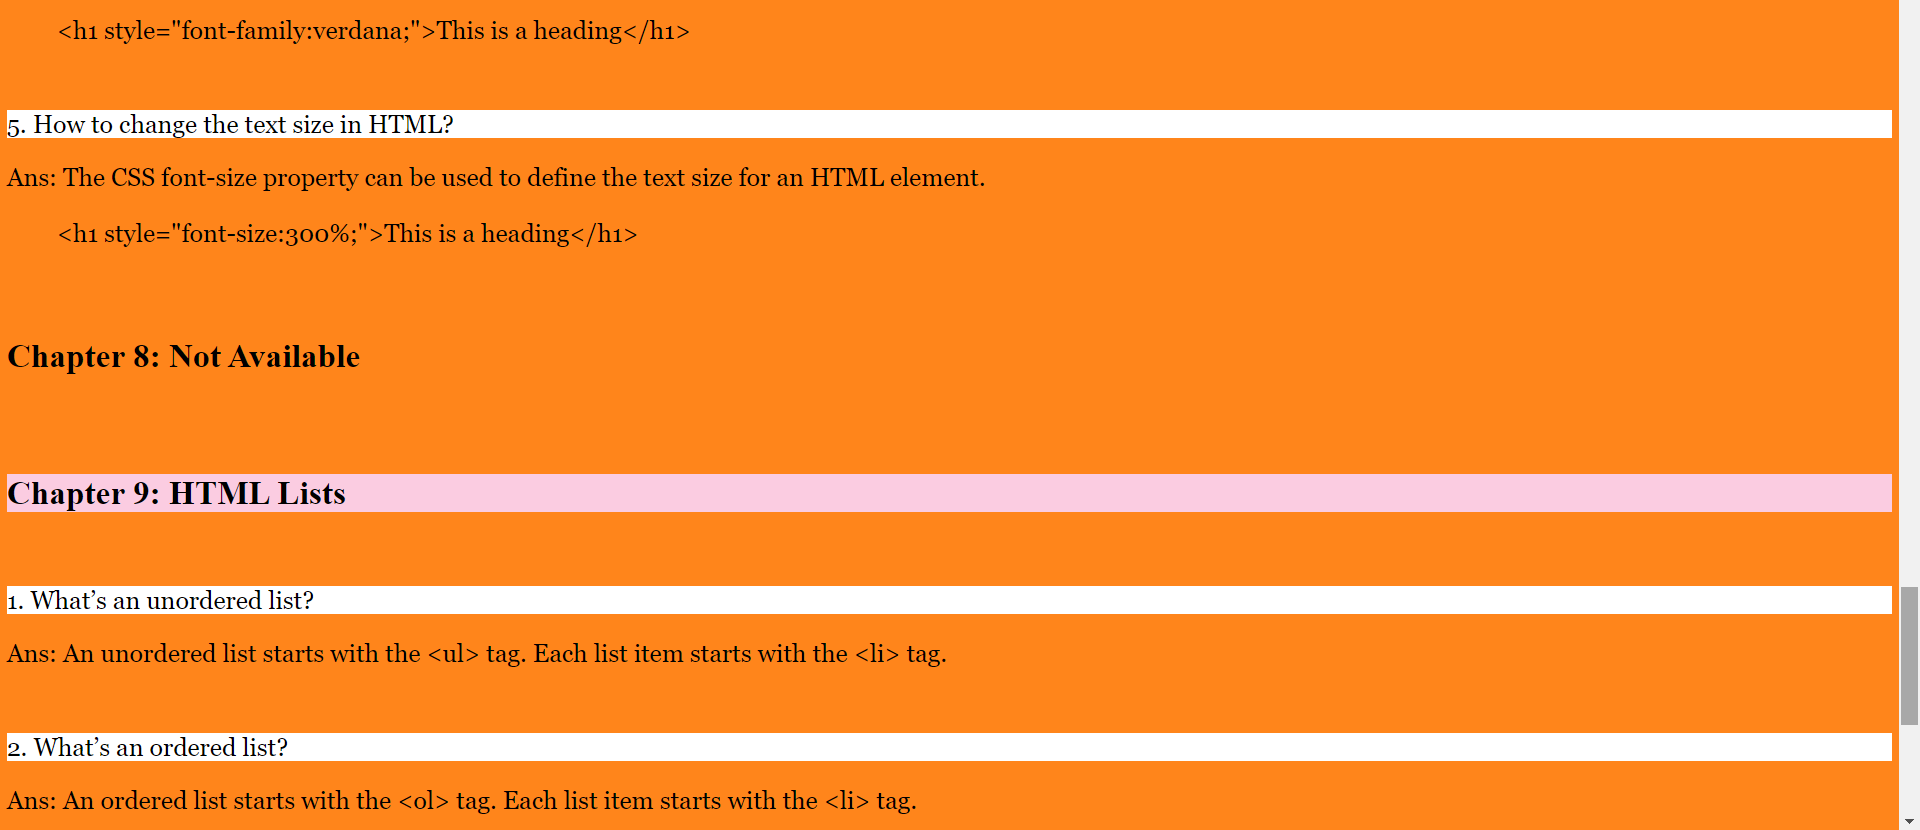 <h1 style="font-family:verdana;">This is a heading</h1>
5. How to change the text size in HTML?
Ans: The CSS font-size property can be used to define the text size for an HTML element.
<h1 style="font-size:300%;">This is a heading</h1>
Chapter 8: Not Available
Chapter 9: HTML Lists
1. What’s an unordered list?
Ans: An unordered list starts with the <ul> tag. Each list item starts with the <li> tag.
2. What’s an ordered list?
Ans: An ordered list starts with the <ol> tag. Each list item starts with the <li> tag.